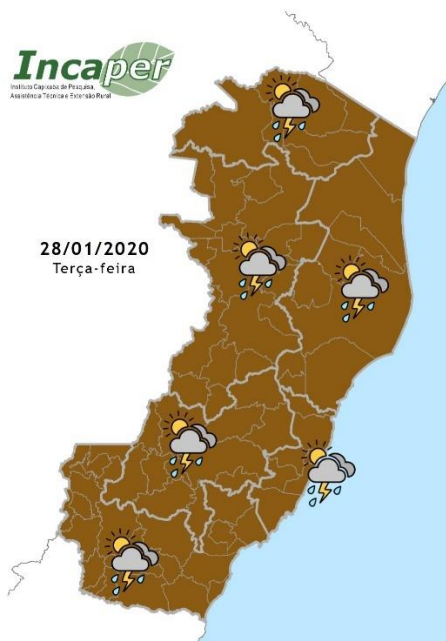 Incaper
Instituto Capixaba de Pesquisa,
Assistência Técnica e Extensão Rural
28/01/2020
Terça-feira